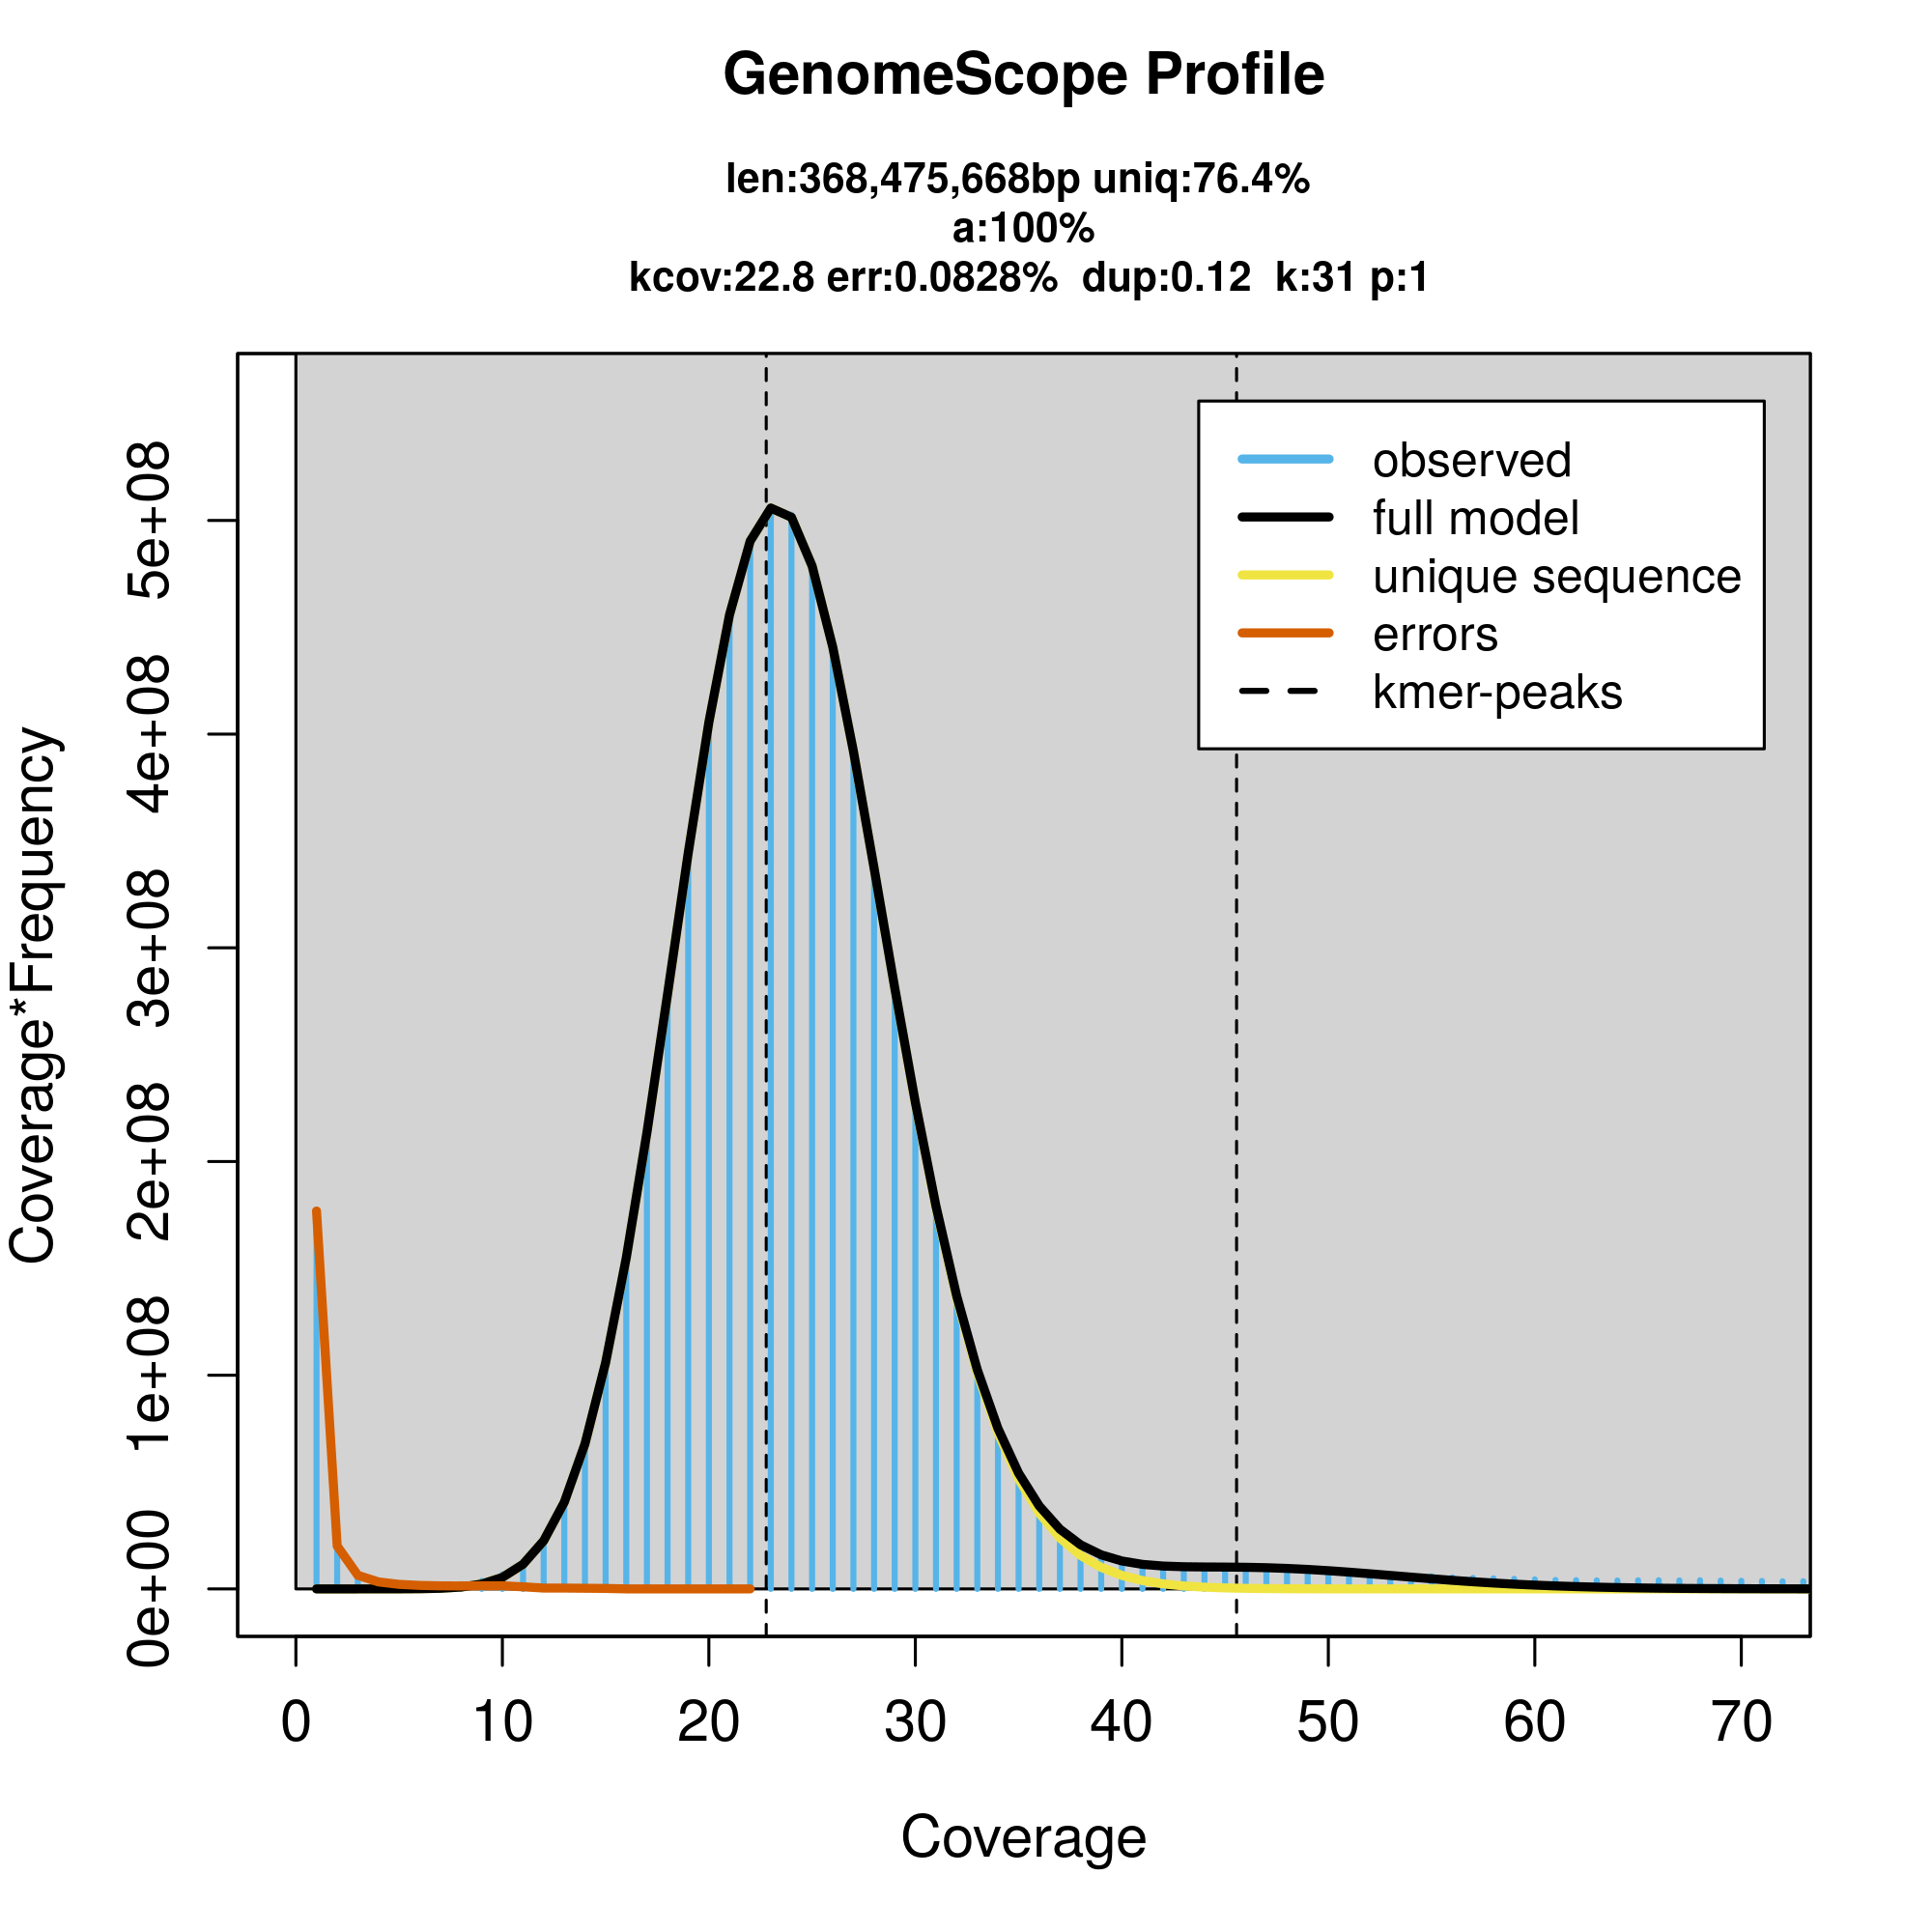 GenomeScope Profile
len:368,475,668bp uniq:76.4%
a:100%
kcov:22.8 err:0.0828% dup:0.12 k:31 p:1
observed
full model
unique sequence
errors
kmer-peaks
Coverage*Frequency
5e+08
4e+08
3e+08
2e+08
1e+08
0e+00
0 10 20 30 40 50 60 70
Coverage